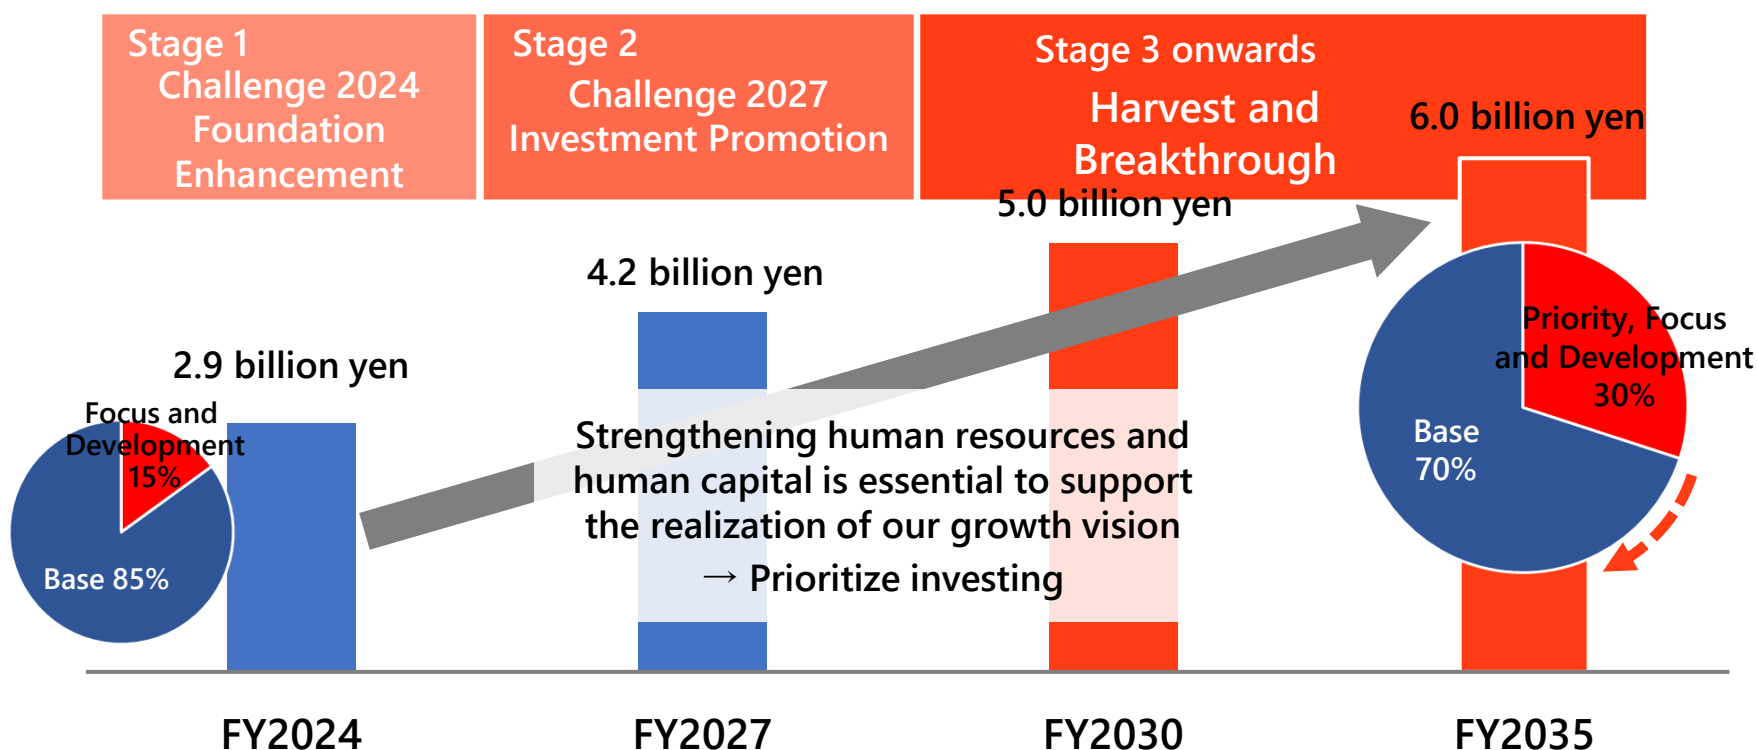 Stage 1
Challenge 2024
Foundation
Enhancement
Stage 2
Challenge 2027
Investment Promotion
Stage 3 onwards
Harvest and
Breakthrough
6.0 billion yen
5.0 billion yen
4.2 billion yen
2.9 billion yen
Focus and
Development
15%
Base 85%
Strengthening human resources and
human capital is essential to support
the realization of our growth vision
→ Prioritize investing
Priority, Focus
and Development
30%
Base
70%
FY2024
FY2027
FY2030
FY2035